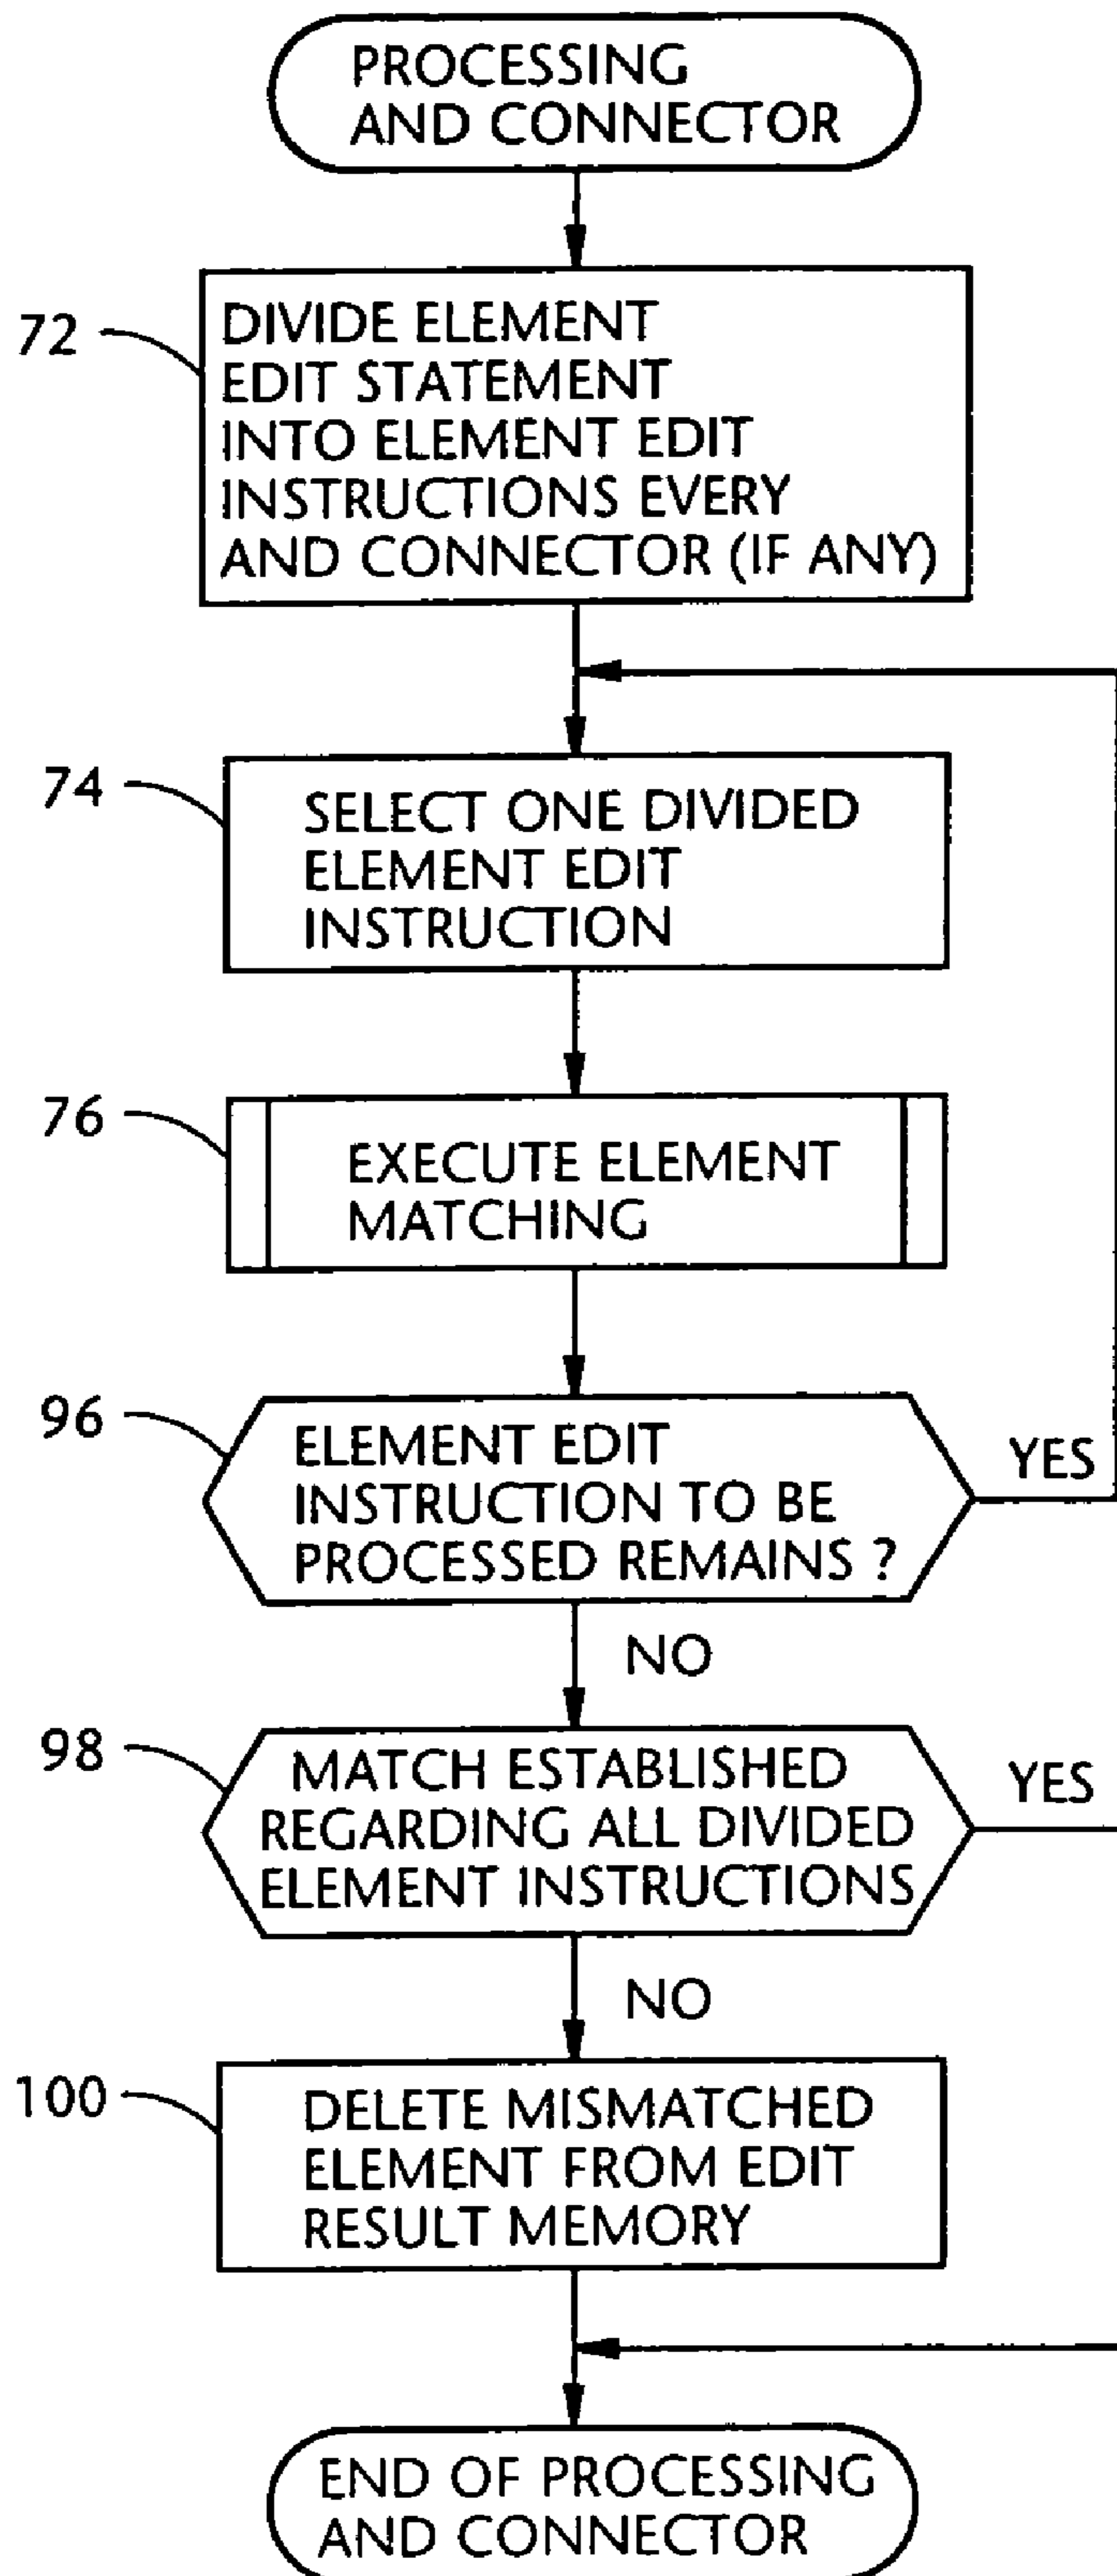 PROCESSING
AND CONNECTOR
72
DIVIDE ELEMENT
EDIT STATEMENT
INTO ELEMENT EDIT
INSTRUCTIONS EVERY
AND CONNECTOR (IF ANY)
74
SELECT ONE DIVIDED
ELEMENT EDIT
INSTRUCTION
76
EXECUTE ELEMENT
MATCHING
96
ELEMENT EDIT
INSTRUCTION TO BE
PROCESSED REMAINS ?
YES
NO
98
MATCH ESTABLISHED
REGARDING ALL DIVIDED
ELEMENT INSTRUCTIONS
YES
NO
100
DELETE MISMATCHED
ELEMENT FROM EDIT
RESULT MEMORY
END OF PROCESSING
AND CONNECTOR